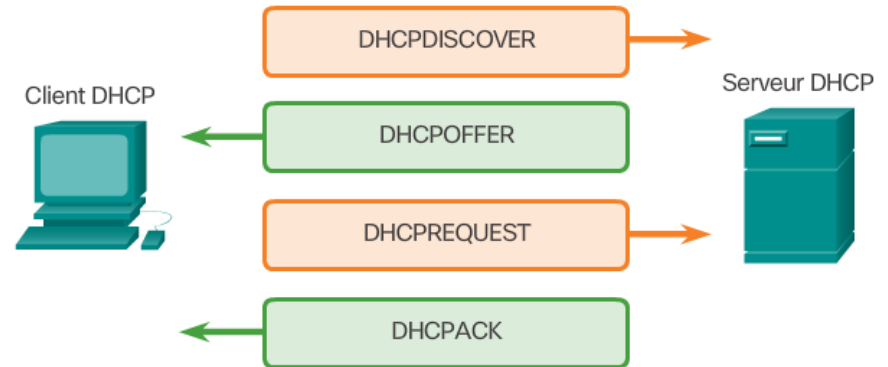 DHCPDISCOVER
Client DHCP
Serveur DHCP
DHCPOFFER
DHCPREQUEST
DHCPACK